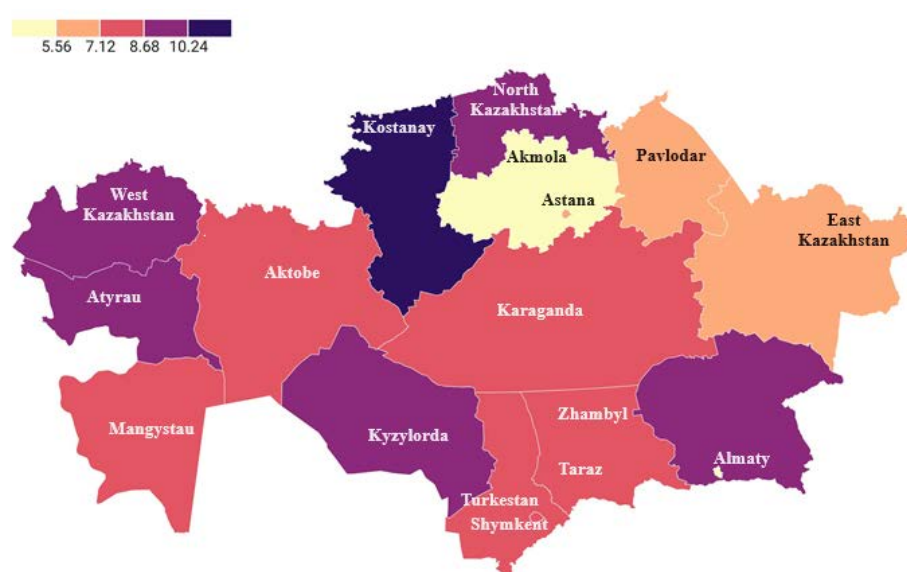 5.56 7.12 8.68 10.24
North
Kazakhstan
Kostanay
Akmola
Pavlodar
Astana
West
Kazakhstan
East
Kazakhstan
Aktobe
Atyrau
Karaganda
Mangystau
Kyzylorda
Zhambyl
Almaty
Taraz
Turkestan
Shymkent